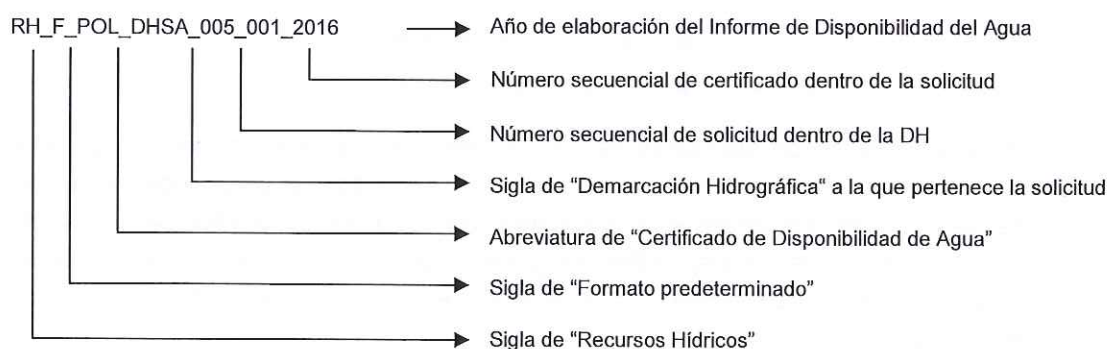 RH_F_POL_DHSA_005_001_2016
Año de elaboración del Informe de Disponibilidad del Agua
Número secuencial de certificado dentro de la solicitud
Número secuencial de solicitud dentro de la DH
Sigla de "Demarcación Hidrográfica" a la que pertenece la solicitud
Abreviatura de "Certificado de Disponibilidad de Agua"
Sigla de "Formato predeterminado"
Sigla de "Recursos Hídricos"